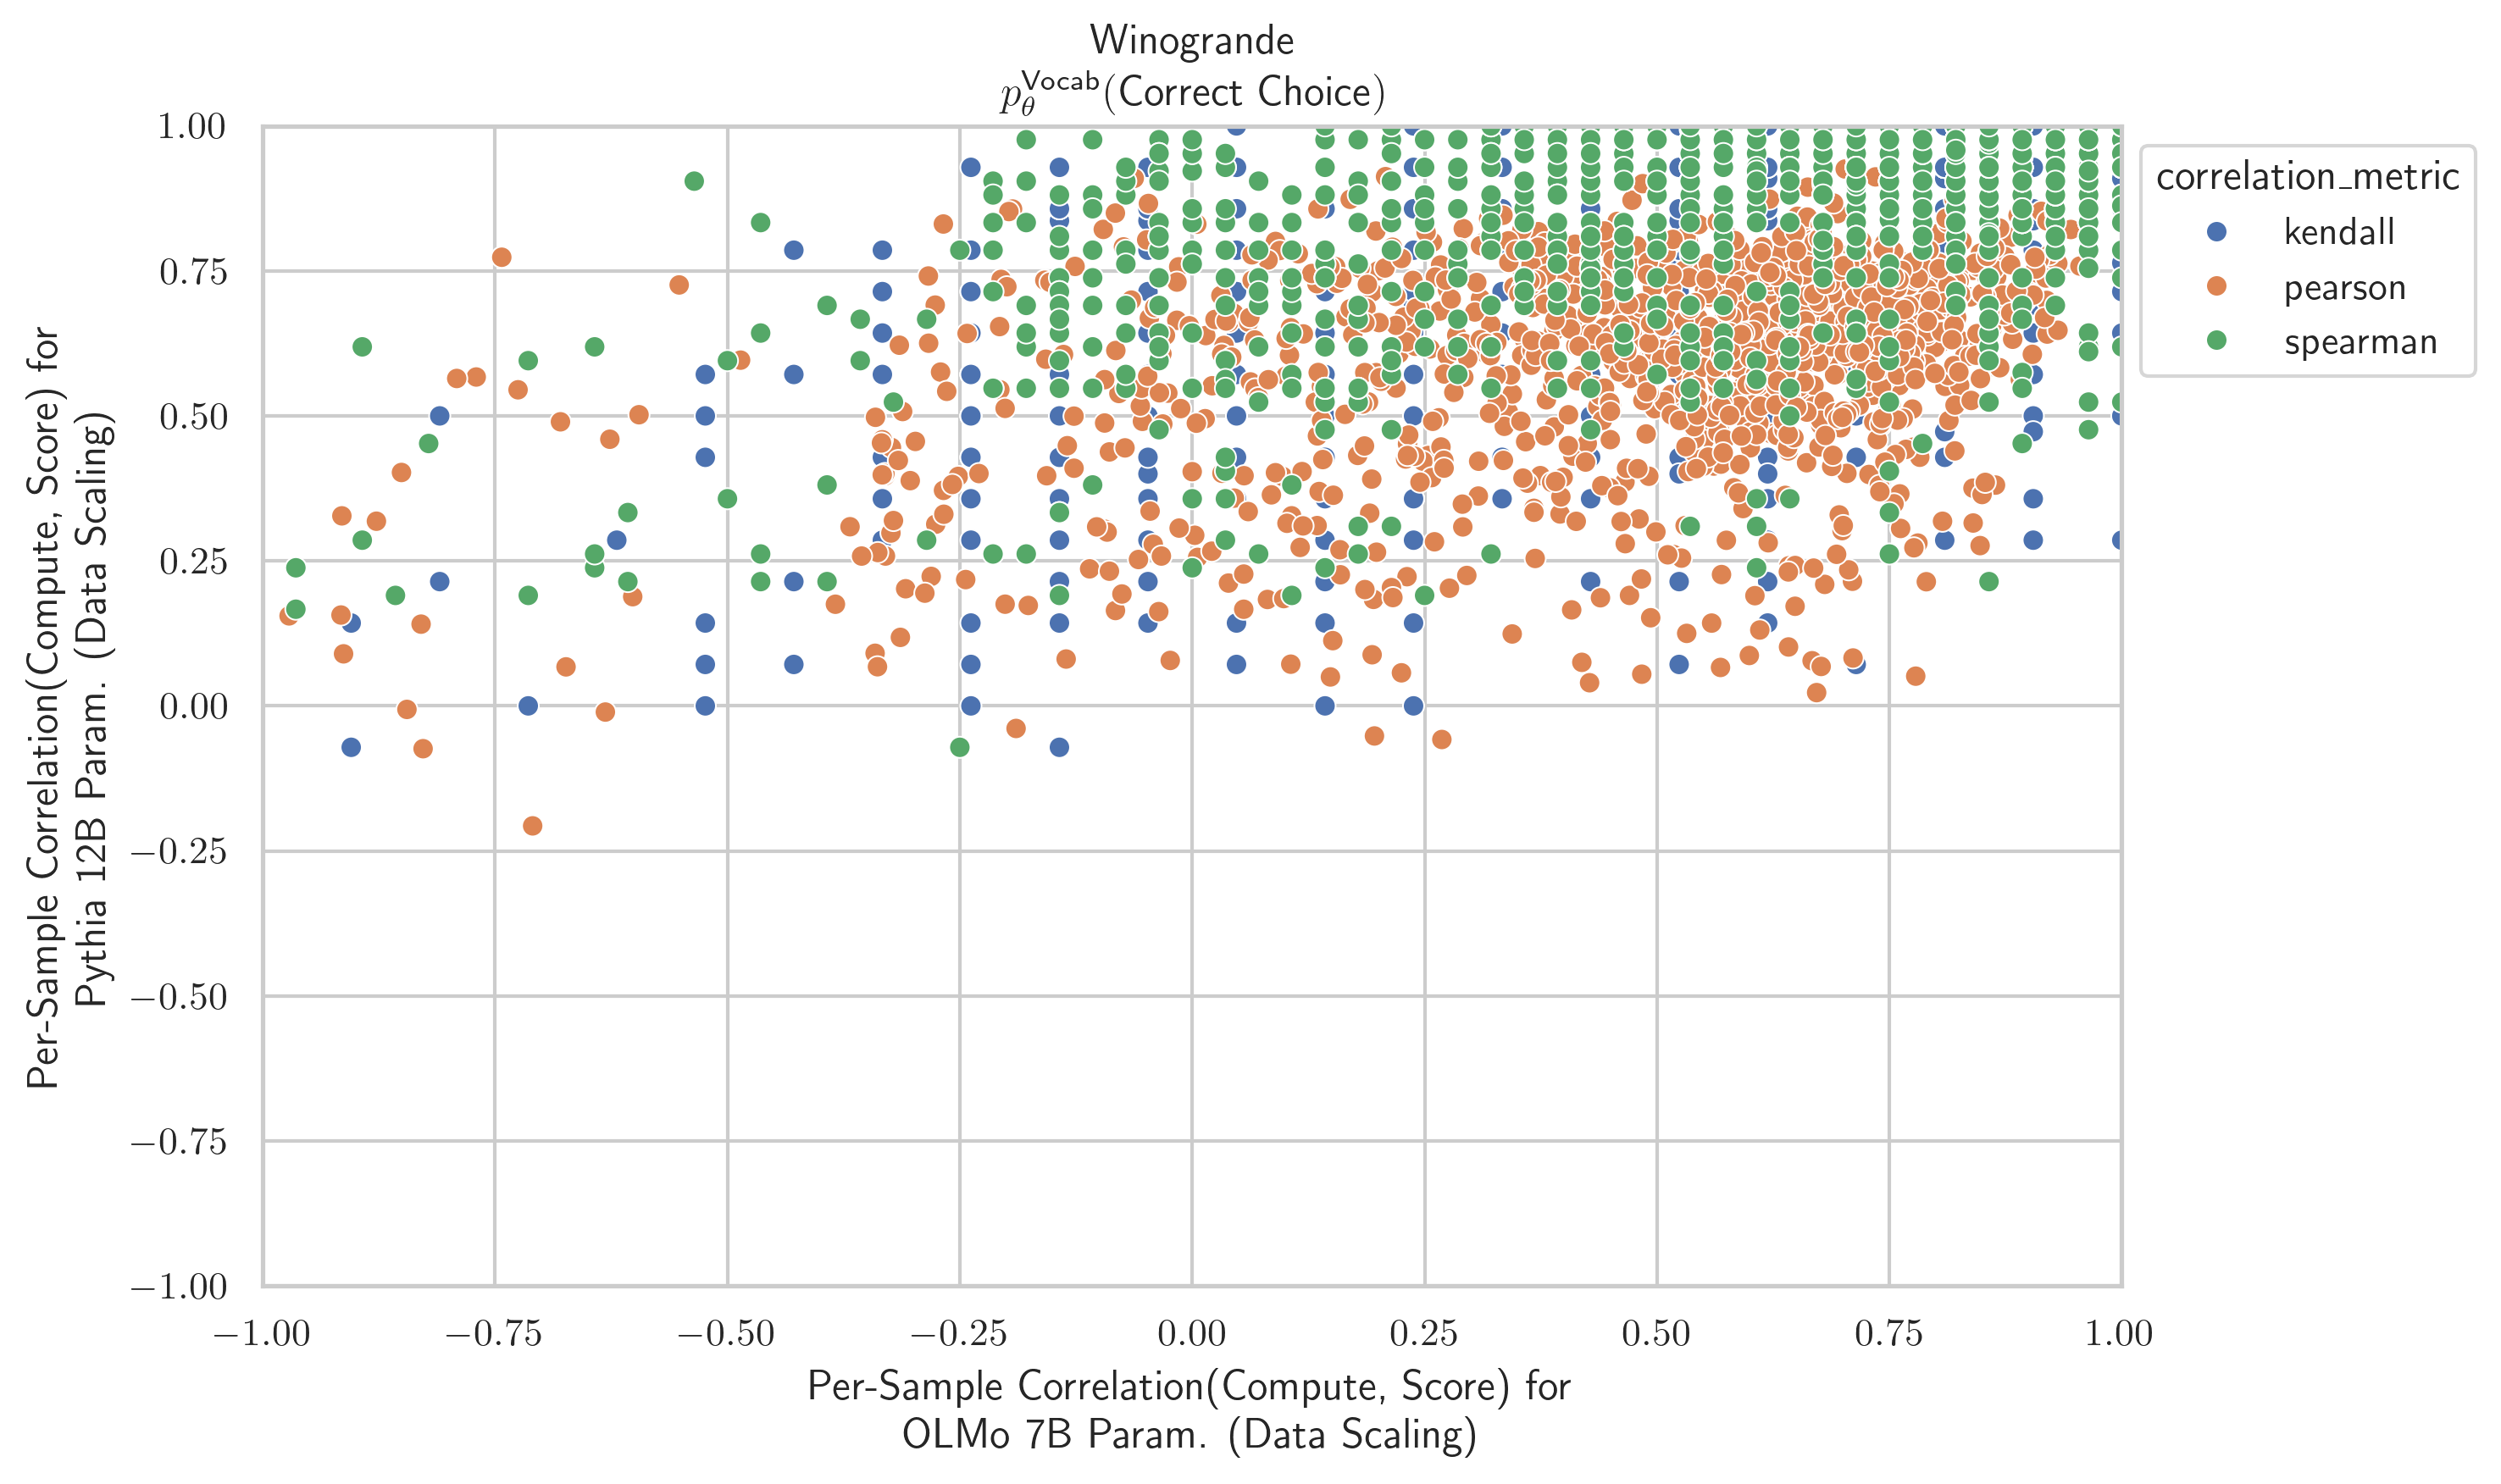 Winogrande
p_θ^Vocab(Correct Choice)
Per-Sample Correlation(Compute, Score) for
Pythia 12B Param. (Data Scaling)
1.00
0.75
0.50
0.25
0.00
−0.25
−0.50
−0.75
−1.00
−1.00 −0.75 −0.50 −0.25 0.00 0.25 0.50 0.75 1.00
Per-Sample Correlation(Compute, Score) for
OLMo 7B Param. (Data Scaling)
correlation_metric
kendall
pearson
spearman